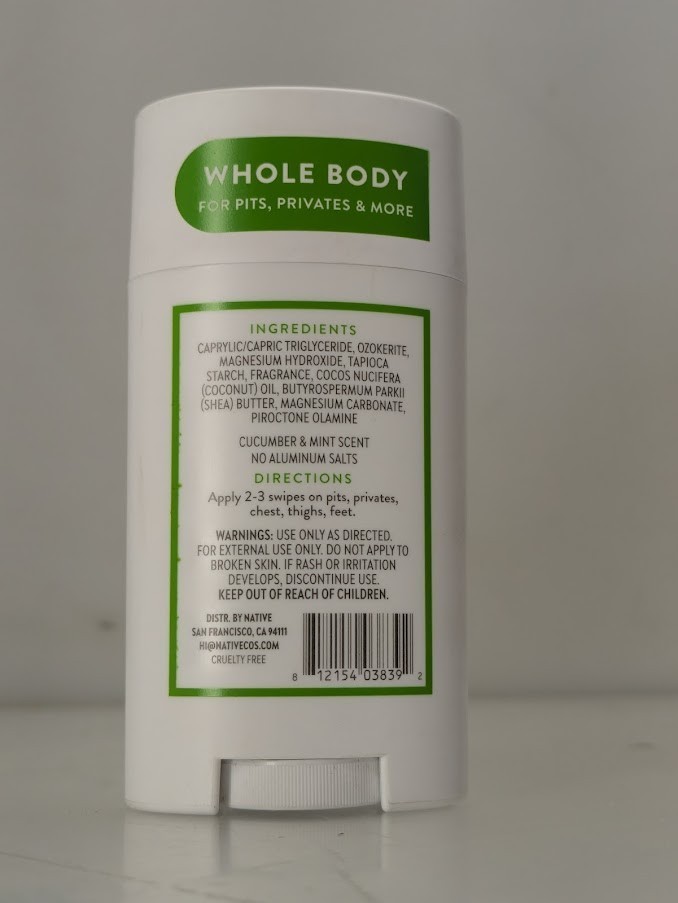 WHOLE BODY
FOR PITS, PRIVATES & MORE
INGREDIENTS
CAPRYLIC/CAPRIC TRIGLYCERIDE, OZOKERITE,
MAGNESIUM HYDROXIDE, TAPIOCA
STARCH, FRAGRANCE, COCOS NUCIFERA
(COCONUT) OIL, BUTYROSPERMUM PARKII
(SHEA) BUTTER, MAGNESIUM CARBONATE,
PIROCTONE OLAMINE
CUCUMBER & MINT SCENT
NO ALUMINUM SALTS
DIRECTIONS
Apply 2-3 swipes on pits, privates,
chest, thighs, feet.
WARNINGS: USE ONLY AS DIRECTED.
FOR EXTERNAL USE ONLY. DO NOT APPLY TO
BROKEN SKIN. IF RASH OR IRRITATION
DEVELOPS, DISCONTINUE USE.
KEEP OUT OF REACH OF CHILDREN.
DISTR. BY NATIVE
SAN FRANCISCO, CA 94111
HI@NATIVECOS.COM
CRUELTY FREE
8 12154 03839 2